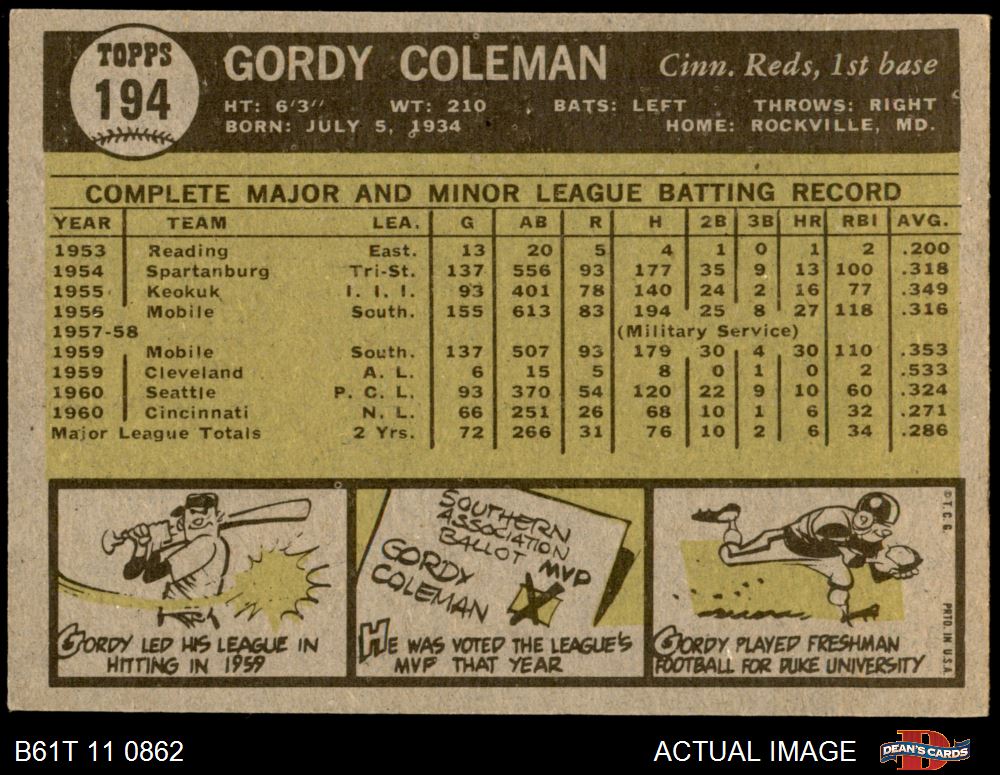 TOPPS
194
GORDY COLEMAN Cinn. Reds, 1st base
HT: 6'3" WT: 210 BATS: LEFT THROWS: RIGHT
BORN: JULY 5, 1934 HOME: ROCKVILLE, MD.
COMPLETE MAJOR AND MINOR LEAGUE BATTING RECORD
YEAR TEAM LEA. G AB R H 2B 3B HR RBI AVG.
1953 Reading East. 13 20 5 4 1 0 1 2 .200
1954 Spartanburg Tri-St. 137 556 93 177 35 9 13 100 .318
1955 Keokuk I. I. I. 93 401 78 140 24 2 16 77 .349
1956 Mobile South. 155 613 83 194 25 8 27 118 .316
1957-58 (Military Service)
1959 Mobile South. 137 507 93 179 30 4 30 110 .353
1959 Cleveland A. L. 6 15 5 8 0 1 0 2 .533
1960 Seattle P. C. L. 93 370 54 120 22 9 10 60 .324
1960 Cincinnati N. L. 66 251 26 68 10 1 6 32 .271
Major League Totals 2 Yrs. 72 266 31 76 10 2 6 34 .286
GORDY LED HIS LEAGUE IN
HITTING IN 1959
SOUTHERN
ASSOCIATION
BALLOT
MVP
GORDY
COLEMAN
HE WAS VOTED THE LEAGUE'S
MVP THAT YEAR
GORDY PLAYED FRESHMAN
FOOTBALL FOR DUKE UNIVERSITY
© T. C. G.
PRTD. IN U.S.A.
B61T 11 0862 ACTUAL IMAGE
D
DEAN'S CARDS